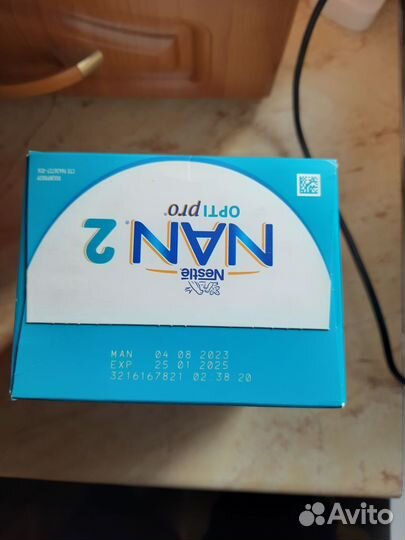 Nestlé
NAN® 2
OPTI pro®
MAN 04 08 2023
EXP 25 01 2025
3216167821 02 38 20
Avito